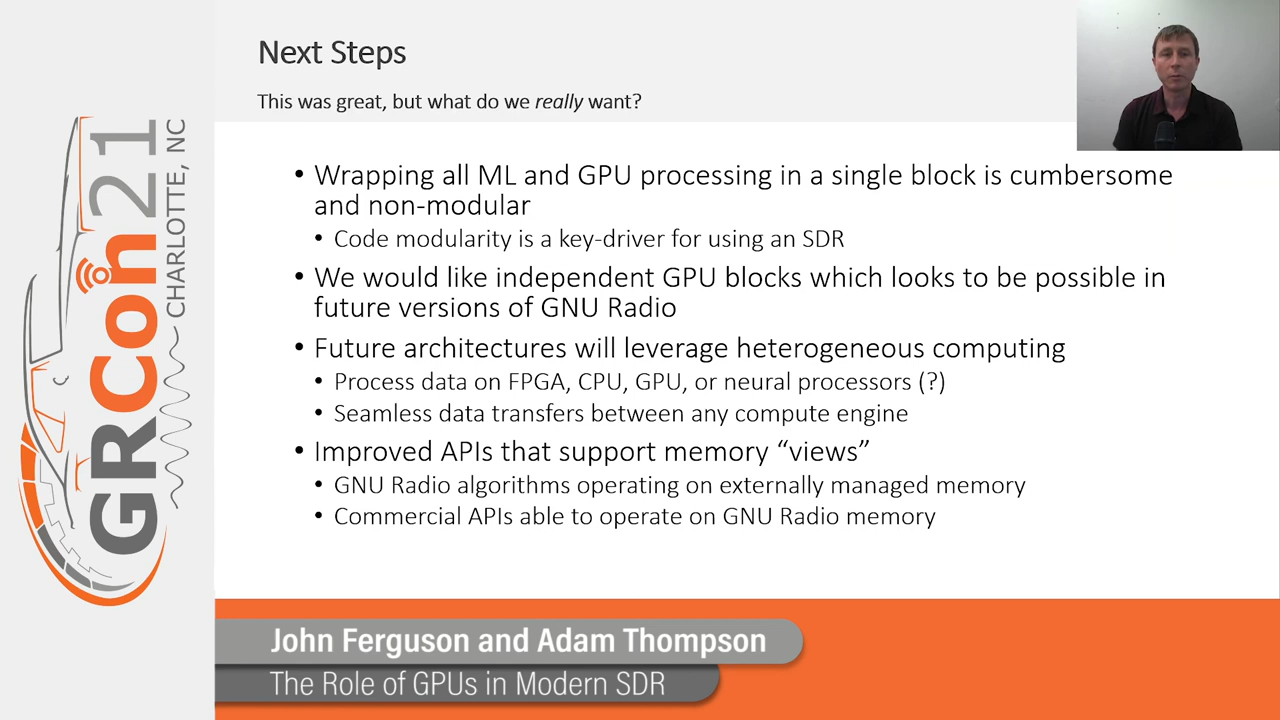 Next Steps
This was great, but what do we really want?
• Wrapping all ML and GPU processing in a single block is cumbersome
and non-modular
• Code modularity is a key-driver for using an SDR
• We would like independent GPU blocks which looks to be possible in
future versions of GNU Radio
• Future architectures will leverage heterogeneous computing
• Process data on FPGA, CPU, GPU, or neural processors (?)
• Seamless data transfers between any compute engine
• Improved APIs that support memory “views”
• GNU Radio algorithms operating on externally managed memory
• Commercial APIs able to operate on GNU Radio memory
GRCon21
CHARLOTTE, NC
John Ferguson and Adam Thompson
The Role of GPUs in Modern SDR